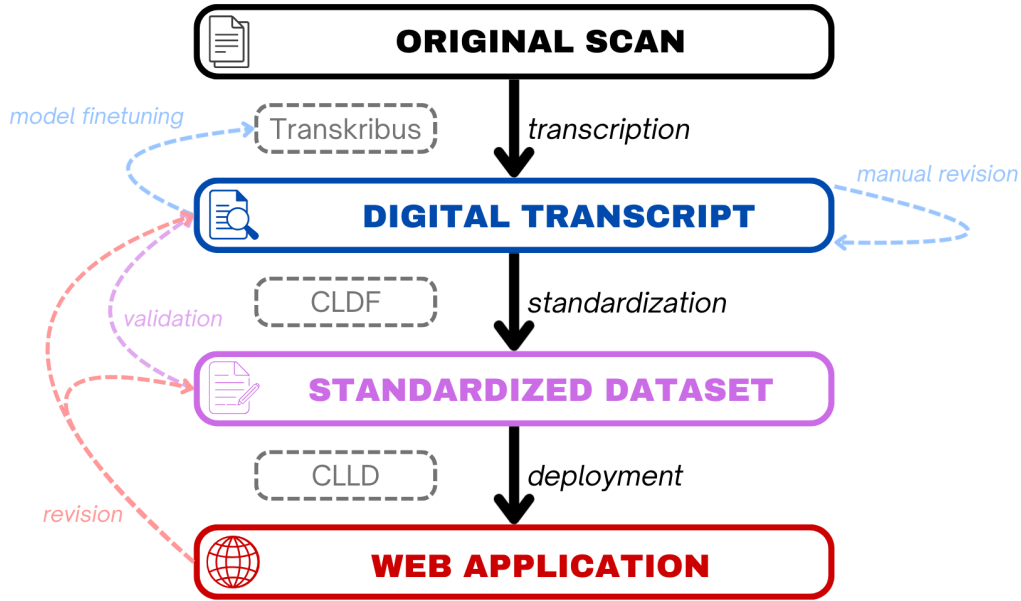 ORIGINAL SCAN
model finetuning
Transkribus
transcription
manual revision
DIGITAL TRANSCRIPT
CLDF
standardization
validation
STANDARDIZED DATASET
CLLD
deployment
revision
WEB APPLICATION